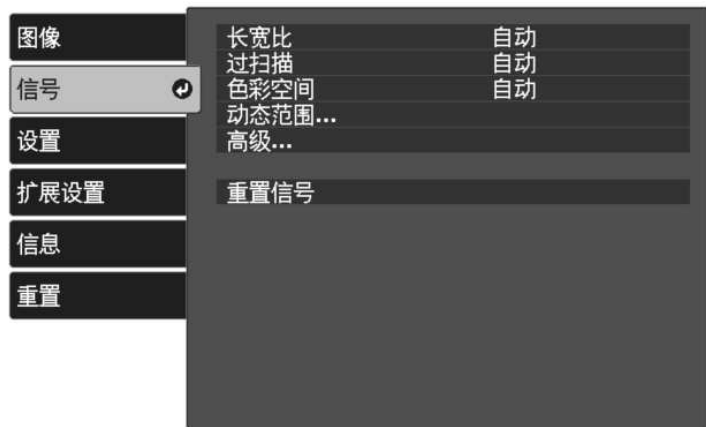 图像
信号
设置
扩展设置
信息
重置
长宽比 自动
过扫描 自动
色彩空间 自动
动态范围...
高级...
重置信号